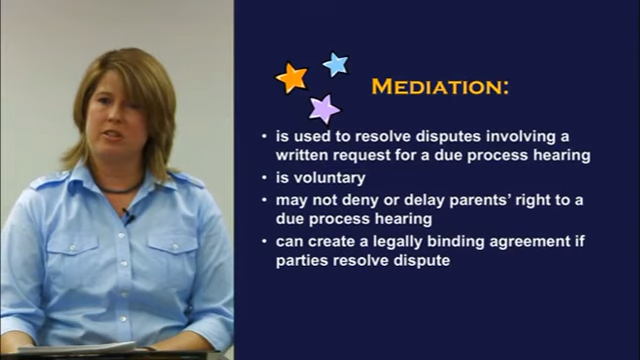 MEDIATION:
• is used to resolve disputes involving a
written request for a due process hearing
• is voluntary
• may not deny or delay parents' right to a
due process hearing
• can create a legally binding agreement if
parties resolve dispute